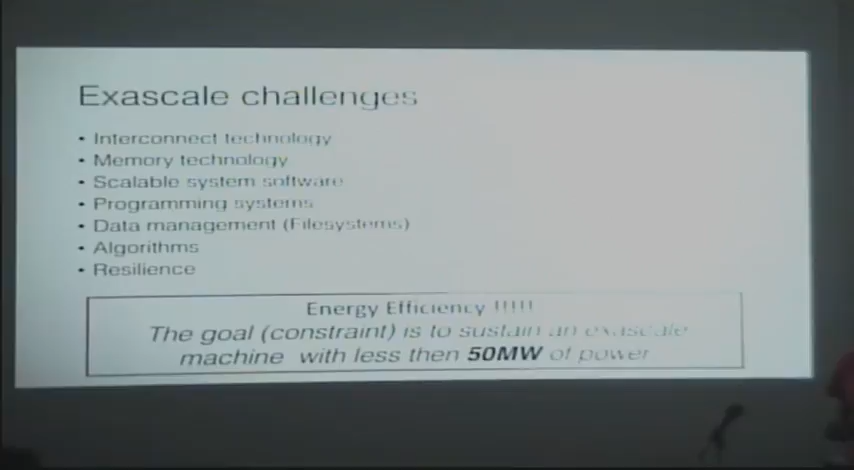 Exascale challenges
• Interconnect technology
• Memory technology
• Scalable system software
• Programming systems
• Data management (Filesystems)
• Algorithms
• Resilience
Energy Efficiency !!!!!
The goal (constraint) is to sustain an exascale
machine with less then 50MW of power